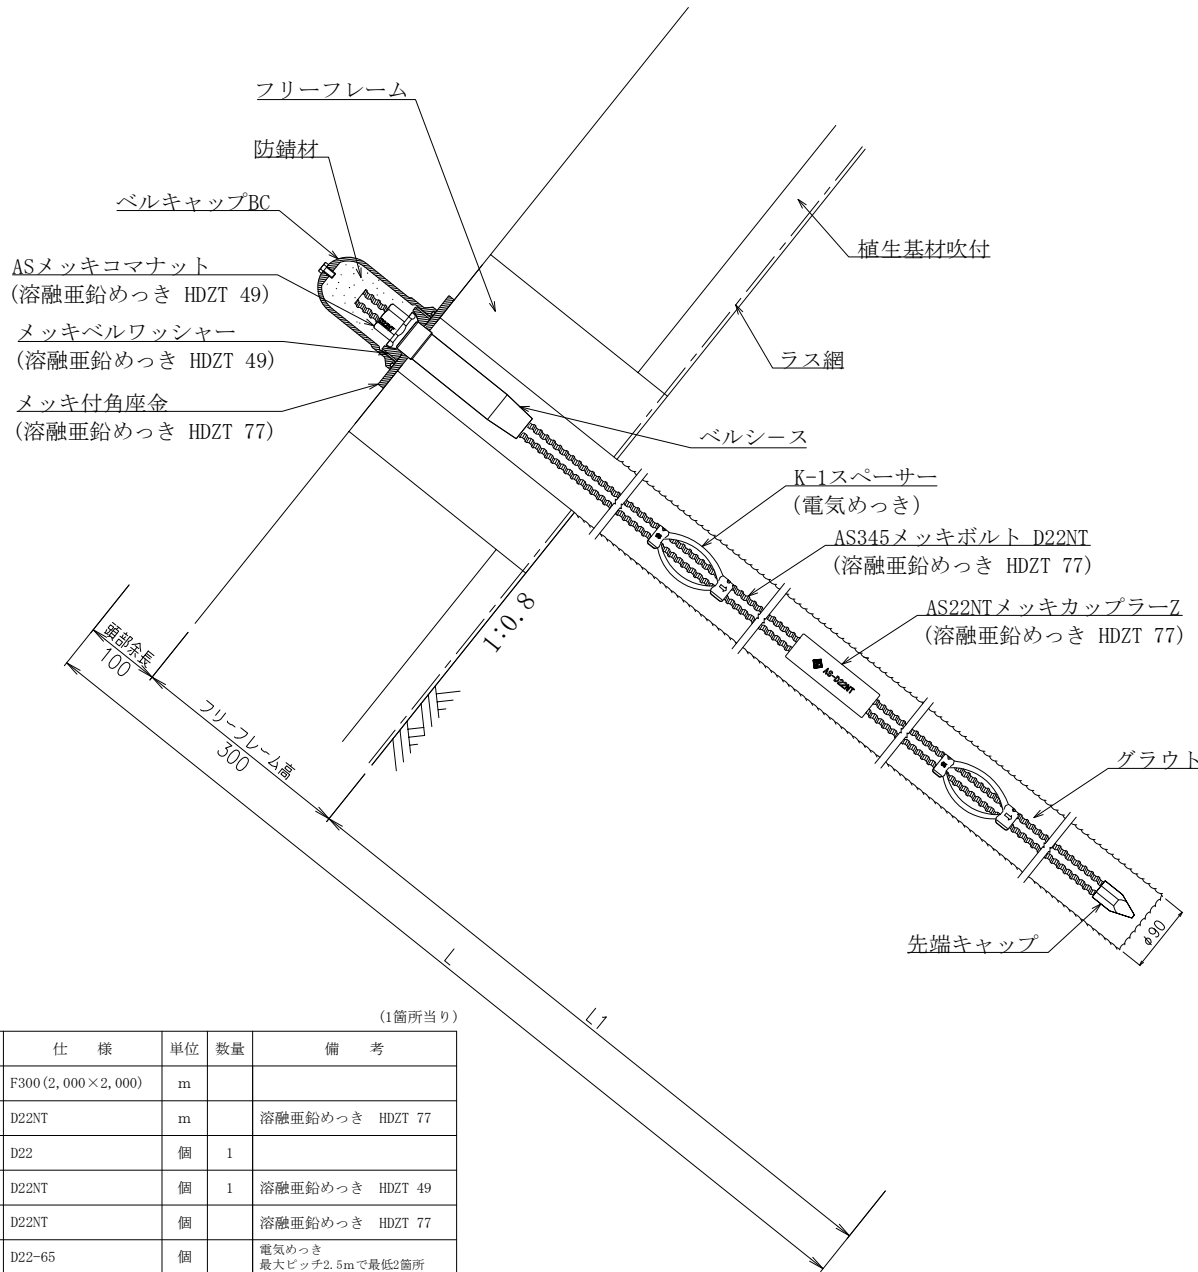 フリーフレーム
防錆材
ベルキャップBC
ASメッキコマナット
(溶融亜鉛めっき HDZT 49)
メッキベルワッシャー
(溶融亜鉛めっき HDZT 49)
メッキ付角座金
(溶融亜鉛めっき HDZT 77)
植生基材吹付
ラス網
ベルシース
K-1スペーサー
(電気めっき)
AS345メッキボルト D22NT
(溶融亜鉛めっき HDZT 77)
AS22NTメッキカップラーZ
(溶融亜鉛めっき HDZT 77)
AS-D22NT
グラウト
先端キャップ
φ90
1:0.8
頭部余長
100
フリーフレーム高
300
L
L1
(1箇所当り)
仕 様 単位 数量 備 考
F300(2,000×2,000) m
D22NT m 溶融亜鉛めっき HDZT 77
D22 個 1
D22NT 個 1 溶融亜鉛めっき HDZT 49
D22NT 個 溶融亜鉛めっき HDZT 77
D22-65 個 電気めっき
最大ピッチ2.5mで最低2箇所